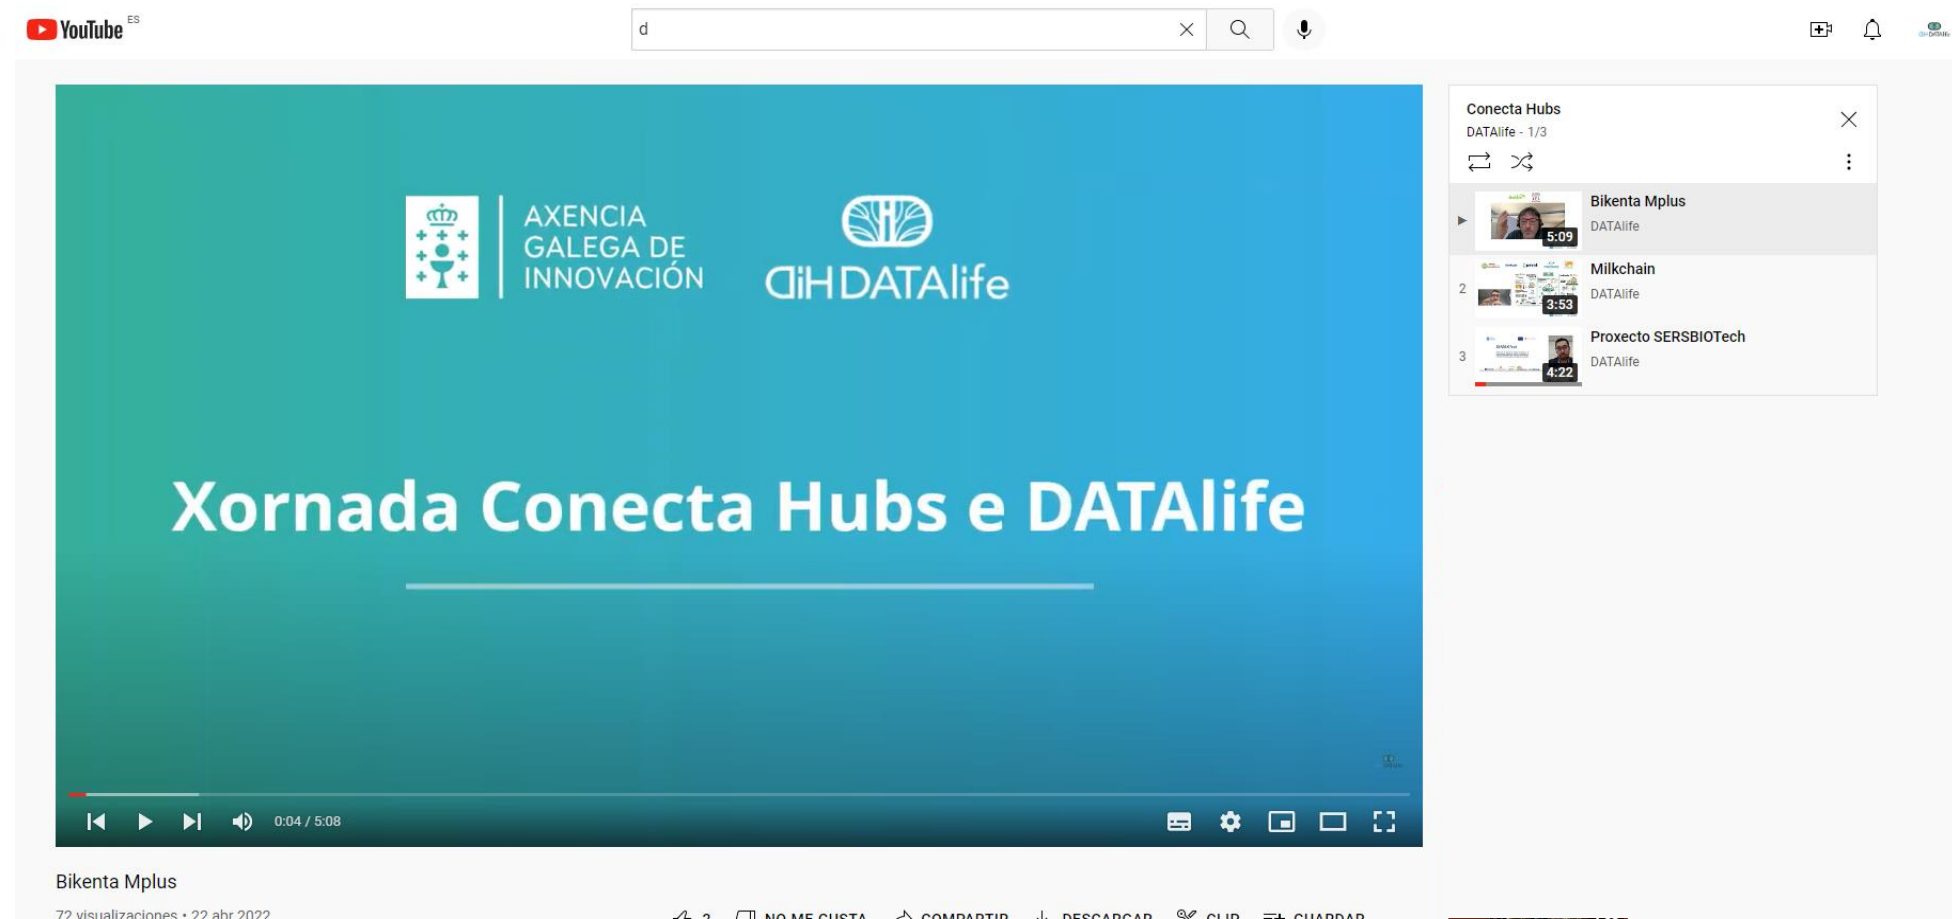 YouTube ES
d
AXENCIA
GALEGA DE
INNOVACIÓN
DIHDATAlife
Xornada Conecta Hubs e DATAlife
0:04 / 5:08
Bikenta Mplus
72 visualizaciones • 22 abr 2022
2 NO ME GUSTA COMPARTIR DESCARGAR CLIP GUARDAR
Conecta Hubs
DATAlife - 1/3
Bikenta Mplus
DATAlife
5:09
2
Milkchain
DATAlife
3:53
3
Proxecto SERSBIOTech
DATAlife
4:22